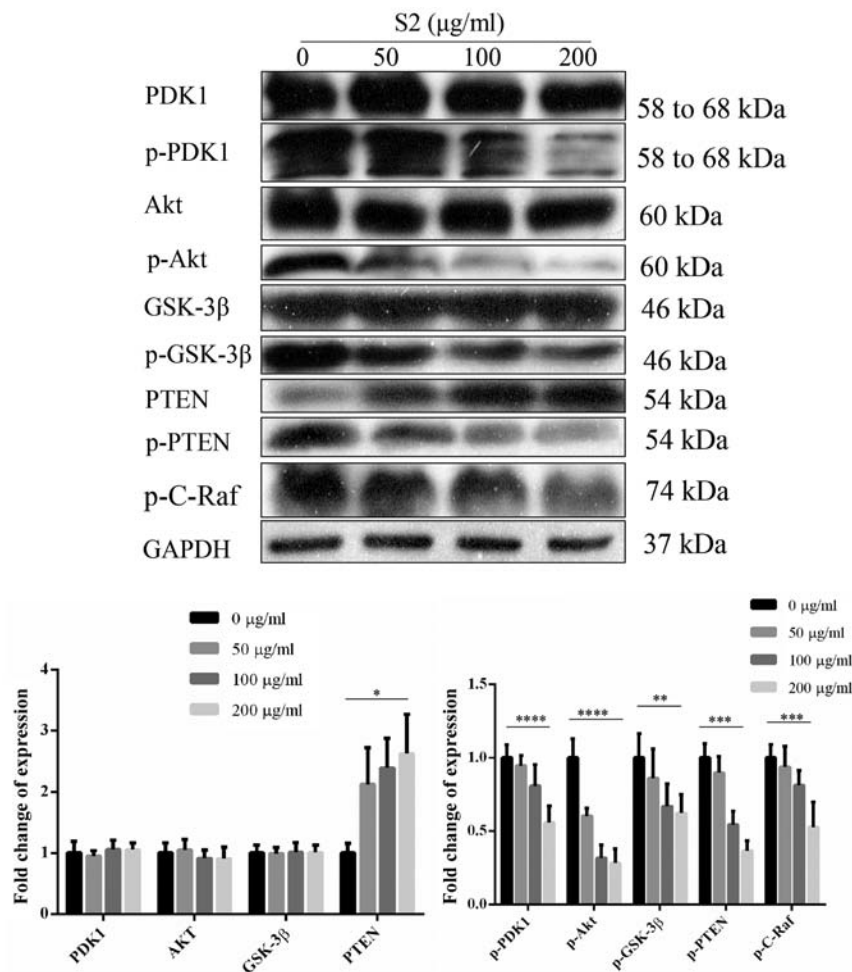 S2 (μg/ml)
0 50 100 200
PDK1 58 to 68 kDa
p-PDK1 58 to 68 kDa
Akt 60 kDa
p-Akt 60 kDa
GSK-3β 46 kDa
p-GSK-3β 46 kDa
PTEN 54 kDa
p-PTEN 54 kDa
p-C-Raf 74 kDa
GAPDH 37 kDa
0 μg/ml
50 μg/ml
100 μg/ml
200 μg/ml
Fold change of expression
4
3
2
1
0
*
PDK1 AKT GSK-3β PTEN
0 μg/ml
50 μg/ml
100 μg/ml
200 μg/ml
Fold change of expression
1.5
1.0
0.5
0.0
**** **** ** *** ***
p-PDK1 p-Akt p-GSK-3β p-PTEN p-C-Raf